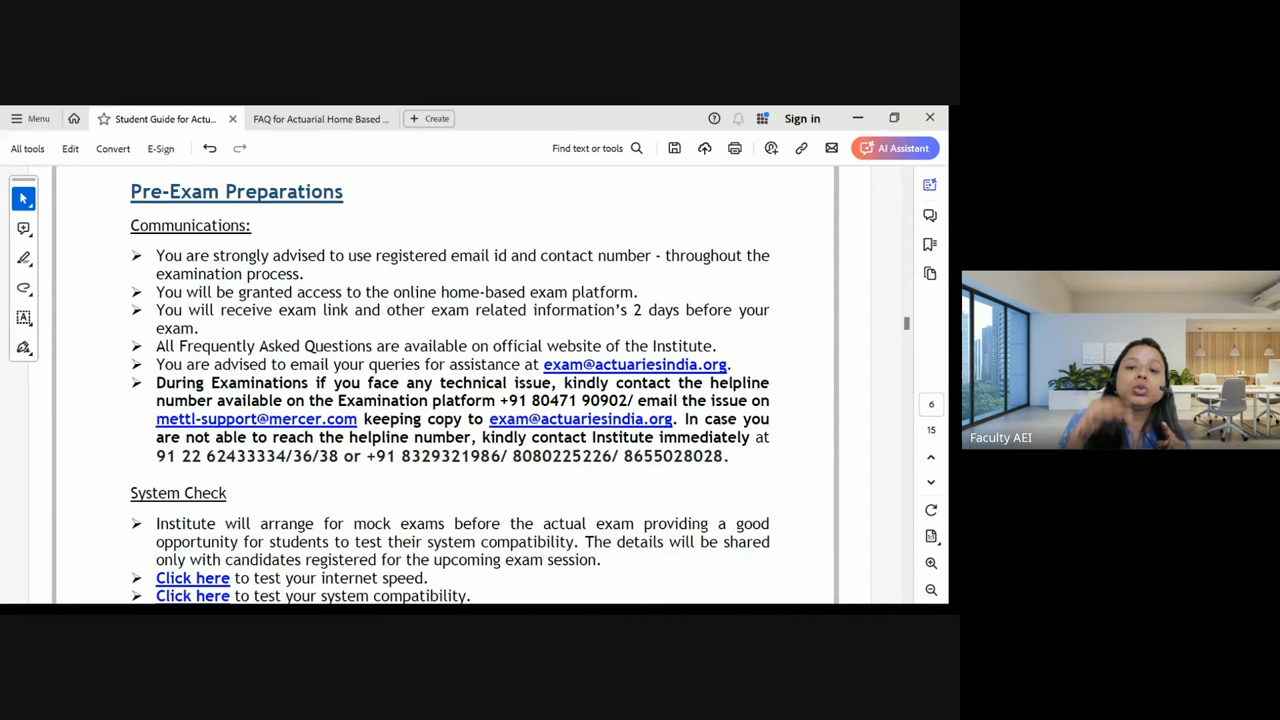 Menu
Student Guide for Actu...
FAQ for Actuarial Home Based ...
Create
Sign in
All tools
Edit
Convert
E-Sign
Find text or tools
AI Assistant
Pre-Exam Preparations
Communications:
You are strongly advised to use registered email id and contact number - throughout the
examination process.
You will be granted access to the online home-based exam platform.
You will receive exam link and other exam related information's 2 days before your
exam.
All Frequently Asked Questions are available on official website of the Institute.
You are advised to email your queries for assistance at exam@actuariesindia.org.
During Examinations if you face any technical issue, kindly contact the helpline
number available on the Examination platform +91 80471 90902/ email the issue on
mettl-support@mercer.com keeping copy to exam@actuariesindia.org. In case you
are not able to reach the helpline number, kindly contact Institute immediately at
91 22 62433334/36/38 or +91 8329321986/ 8080225226/ 8655028028.
System Check
Institute will arrange for mock exams before the actual exam providing a good
opportunity for students to test their system compatibility. The details will be shared
only with candidates registered for the upcoming exam session.
Click here to test your internet speed.
Click here to test your system compatibility.
6
15
Faculty AEI